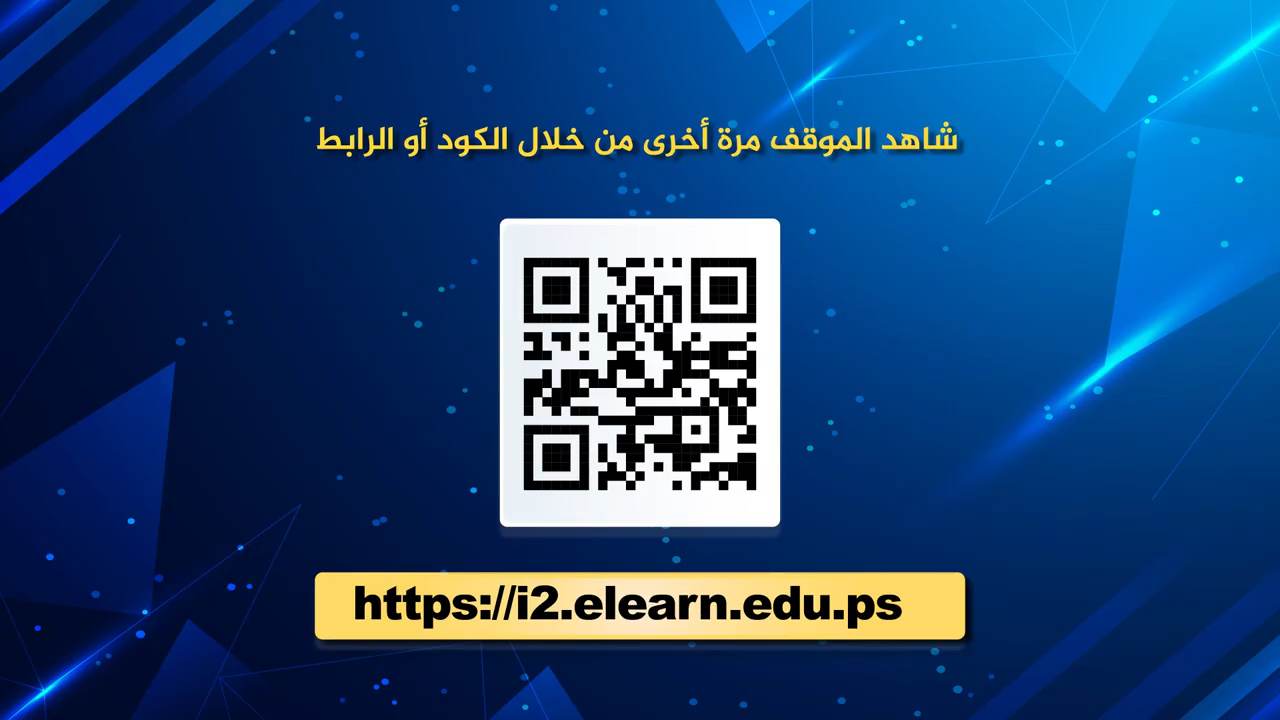 شاهد الموقف مرة أخرى من خلال الكود أو الرابط
https://i2.elearn.edu.ps